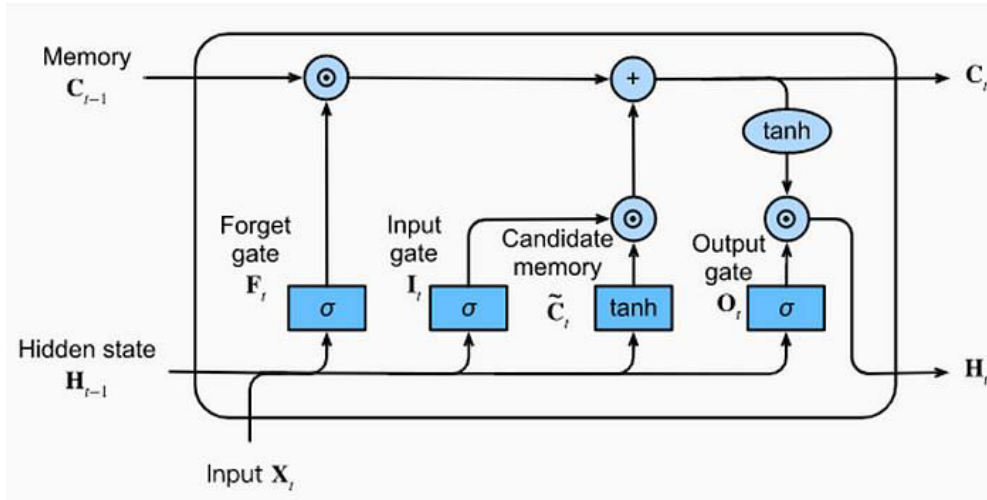 Memory
C_{t-1}
⊙
+
C_t
tanh
Forget
gate
F_t
Input
gate
I_t
⊙
Candidate
memory
C̃_t
Output
gate
O_t
⊙
σ
σ
tanh
σ
Hidden state
H_{t-1}
H_t
Input X_t